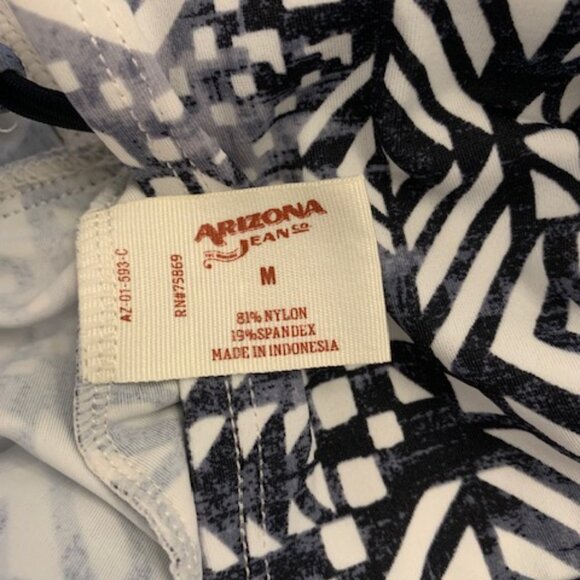 ARIZONA
JEAN CO.
M
81% NYLON
19% SPANDEX
MADE IN INDONESIA
RN#75869
AZ-01-593-C